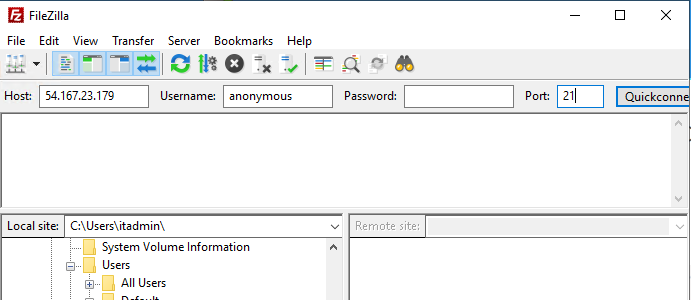 FileZilla
File Edit View Transfer Server Bookmarks Help
Host: 54.167.23.179 Username: anonymous Password: Port: 21 Quickconne
Local site: C:\Users\itadmin\ Remote site:
System Volume Information
Users
All Users
Default